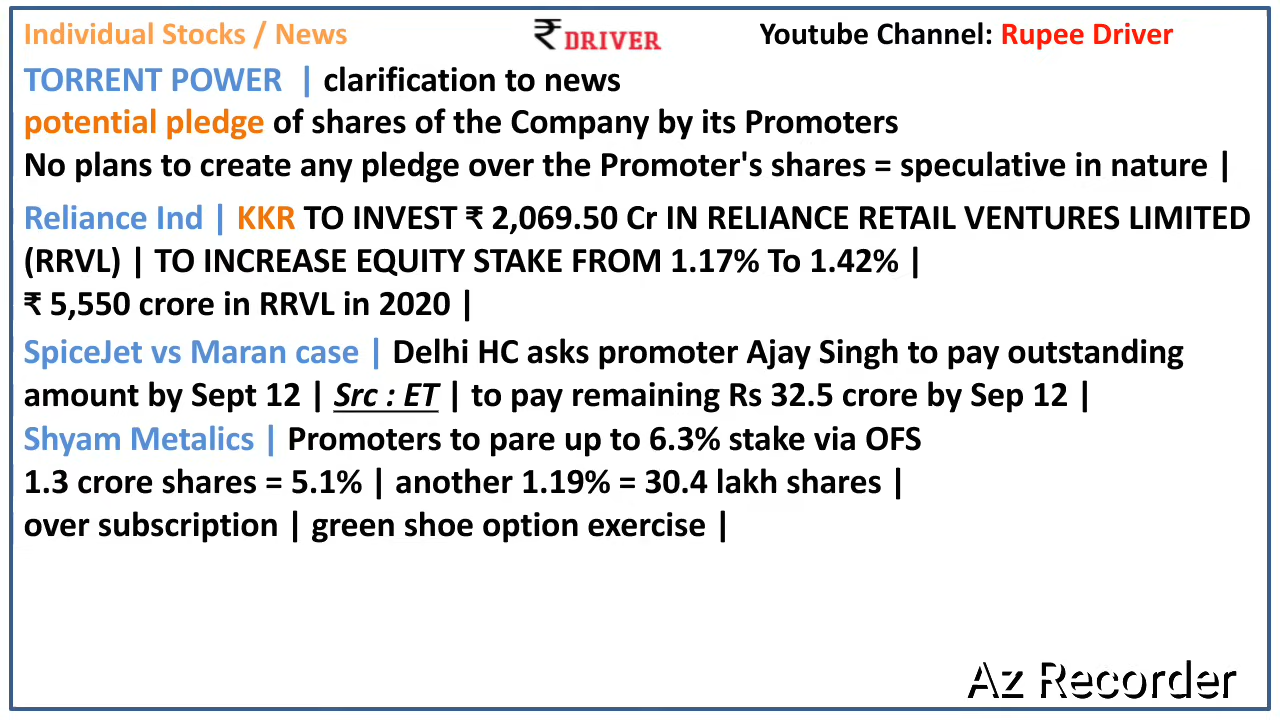 Individual Stocks / News ₹ DRIVER Youtube Channel: Rupee Driver
TORRENT POWER | clarification to news
potential pledge of shares of the Company by its Promoters
No plans to create any pledge over the Promoter's shares = speculative in nature |
Reliance Ind | KKR TO INVEST ₹ 2,069.50 Cr IN RELIANCE RETAIL VENTURES LIMITED
(RRVL) | TO INCREASE EQUITY STAKE FROM 1.17% To 1.42% |
₹ 5,550 crore in RRVL in 2020 |
SpiceJet vs Maran case | Delhi HC asks promoter Ajay Singh to pay outstanding
amount by Sept 12 | Src : ET | to pay remaining Rs 32.5 crore by Sep 12 |
Shyam Metalics | Promoters to pare up to 6.3% stake via OFS
1.3 crore shares = 5.1% | another 1.19% = 30.4 lakh shares |
over subscription | green shoe option exercise |
Az Recorder